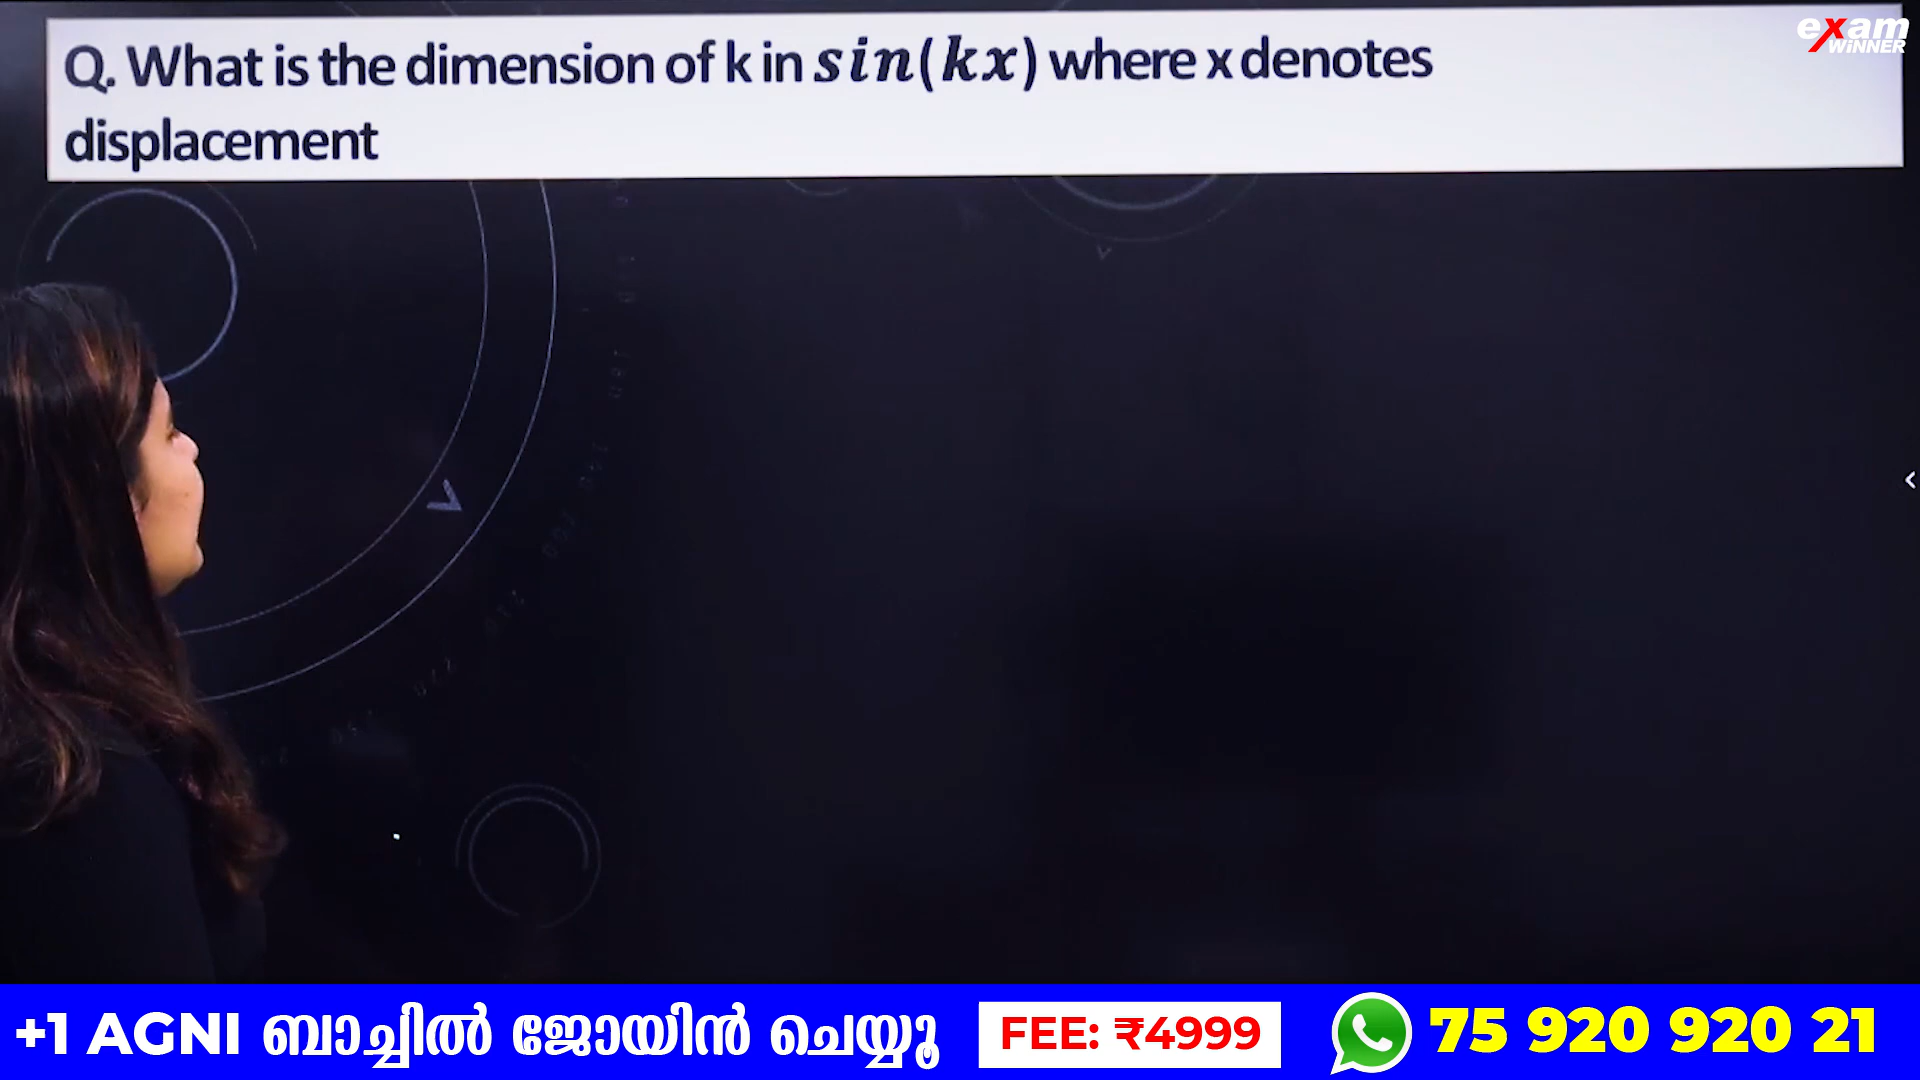 exam
WiNNER
Q. What is the dimension of k in sin(kx) where x denotes
displacement
+1 AGNI ബാച്ചിൽ ജോയിൻ ചെയ്യൂ
FEE: ₹4999
75 920 920 21